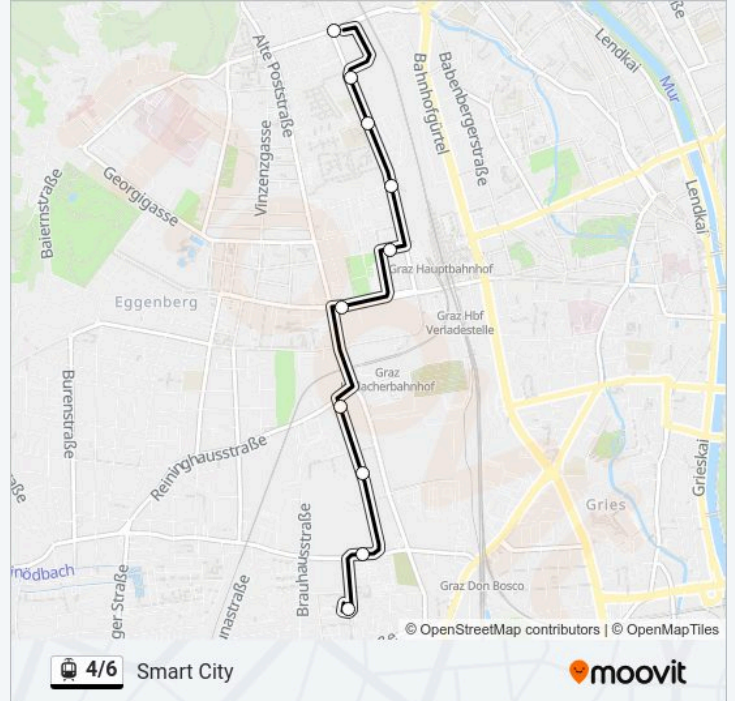 Alte Poststraße
Lendkai
Mur
Bahnhofgürtel
Babenbergerstraße
Vinzenzgasse
Georgigasse
Baiernstraße
Lendkai
Graz Hauptbahnhof
Eggenberg
Graz Hbf
Verladestelle
Graz
Burenstraße
Reininghausstraße
Grieskai
Gries
Brauhausstraße
Graz Don Bosco
© OpenStreetMap contributors | © OpenMapTiles
4/6 Smart City
moovit